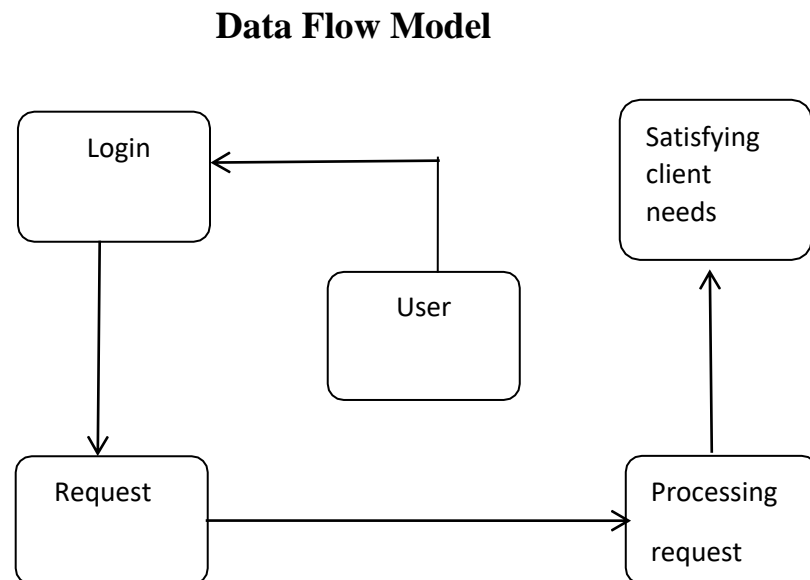 Data Flow Model
Login
Satisfying
client
needs
User
Request
Processing
request